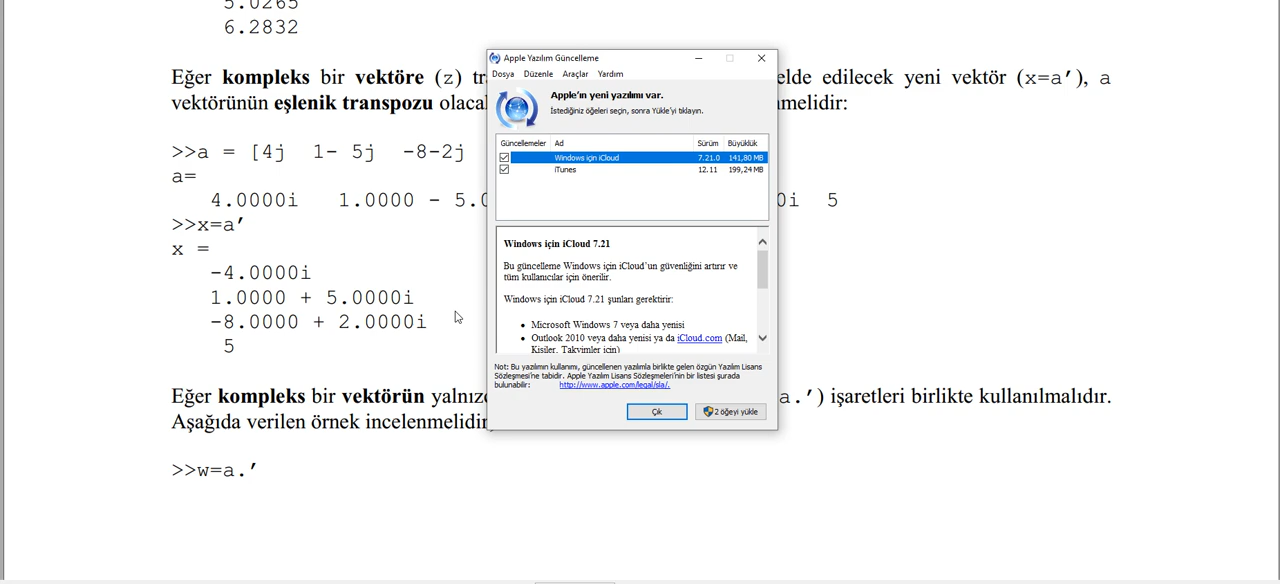 5.0265
6.2832
Eğer kompleks bir vektöre (z) elde edilecek yeni vektör (x=a’), a
vektörünün eşlenik transpozu
>>a = [4j 1- 5j -8-2j
a=
4.0000i 1.0000 - 5 5
>>x=a’
x =
-4.0000i
1.0000 + 5.0000i
-8.0000 + 2.0000i
5
Eğer kompleks bir vektörün a.’) işaretleri birlikte kullanılmalıdır.
Aşağıda verilen örnek incelenmelidir
>>w=a.’
Apple Yazılım Güncelleme
Dosya Düzenle Araçlar Yardım
Apple'ın yeni yazılımı var.
İstediğiniz öğeleri seçin, sonra Yükle'yi tıklayın.
Güncellemeler Ad Sürüm Büyüklük
Windows için iCloud 7.21.0 141,80 MB
iTunes 12.11 199,24 MB
Windows için iCloud 7.21
Bu güncelleme Windows için iCloud’un güvenliğini artırır ve
tüm kullanıcılar için önerilir.
Windows için iCloud 7.21 şunları gerektirir:
• Microsoft Windows 7 veya daha yenisi
• Outlook 2010 veya daha yenisi ya da iCloud.com (Mail,
Kişiler, Takvimler için)
Not: Bu yazılımın kullanımı, güncellenen yazılımla birlikte gelen özgün Yazılım Lisans
Sözleşmesi'ne tabidir. Apple Yazılım Lisans Sözleşmeleri'nin bir listesi şurada
bulunabilir: http://www.apple.com/legal/sla/.
Çık 2 öğeyi yükle